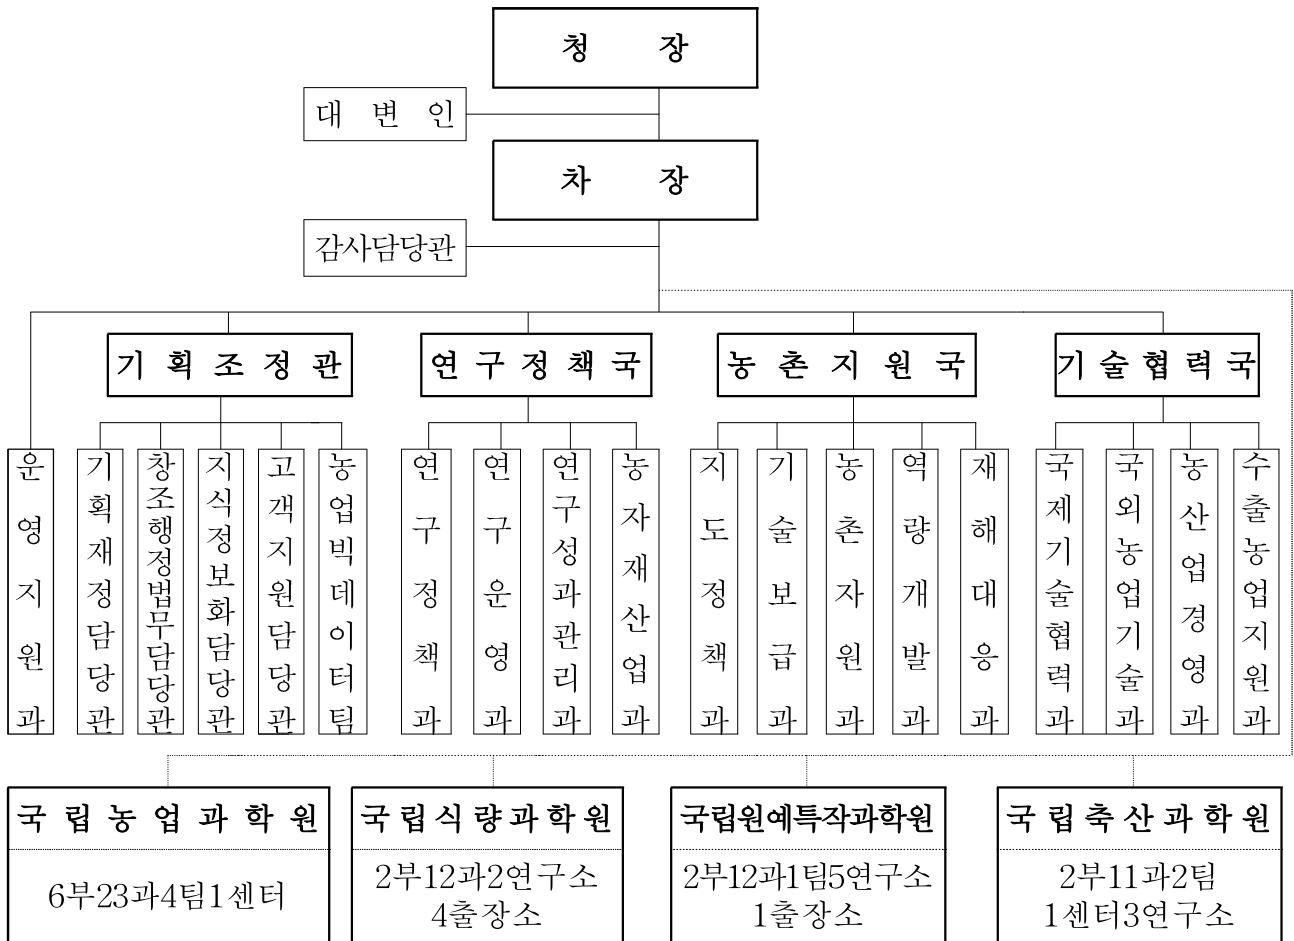 청 장
대 변 인
차 장
감사담당관
기 획 조 정 관
연 구 정 책 국
농 촌 지 원 국
기 술 협 력 국
운영지원과
기획재정담당관
창조행정법무담당관
지식정보화담당관
고객지원담당관
농업빅데이터팀
연구정책과
연구운영과
연구성과관리과
농자재산업과
지도정책과
기술보급과
농촌자원과
역량개발과
재해대응과
국제기술협력과
국외농업기술과
농산업경영과
수출농업지원과
국 립 농 업 과 학 원
6부23과4팀1센터
국립식량과학원
2부12과2연구소
4출장소
국립원예특작과학원
2부12과1팀5연구소
1출장소
국 립 축 산 과 학 원
2부11과2팀
1센터3연구소